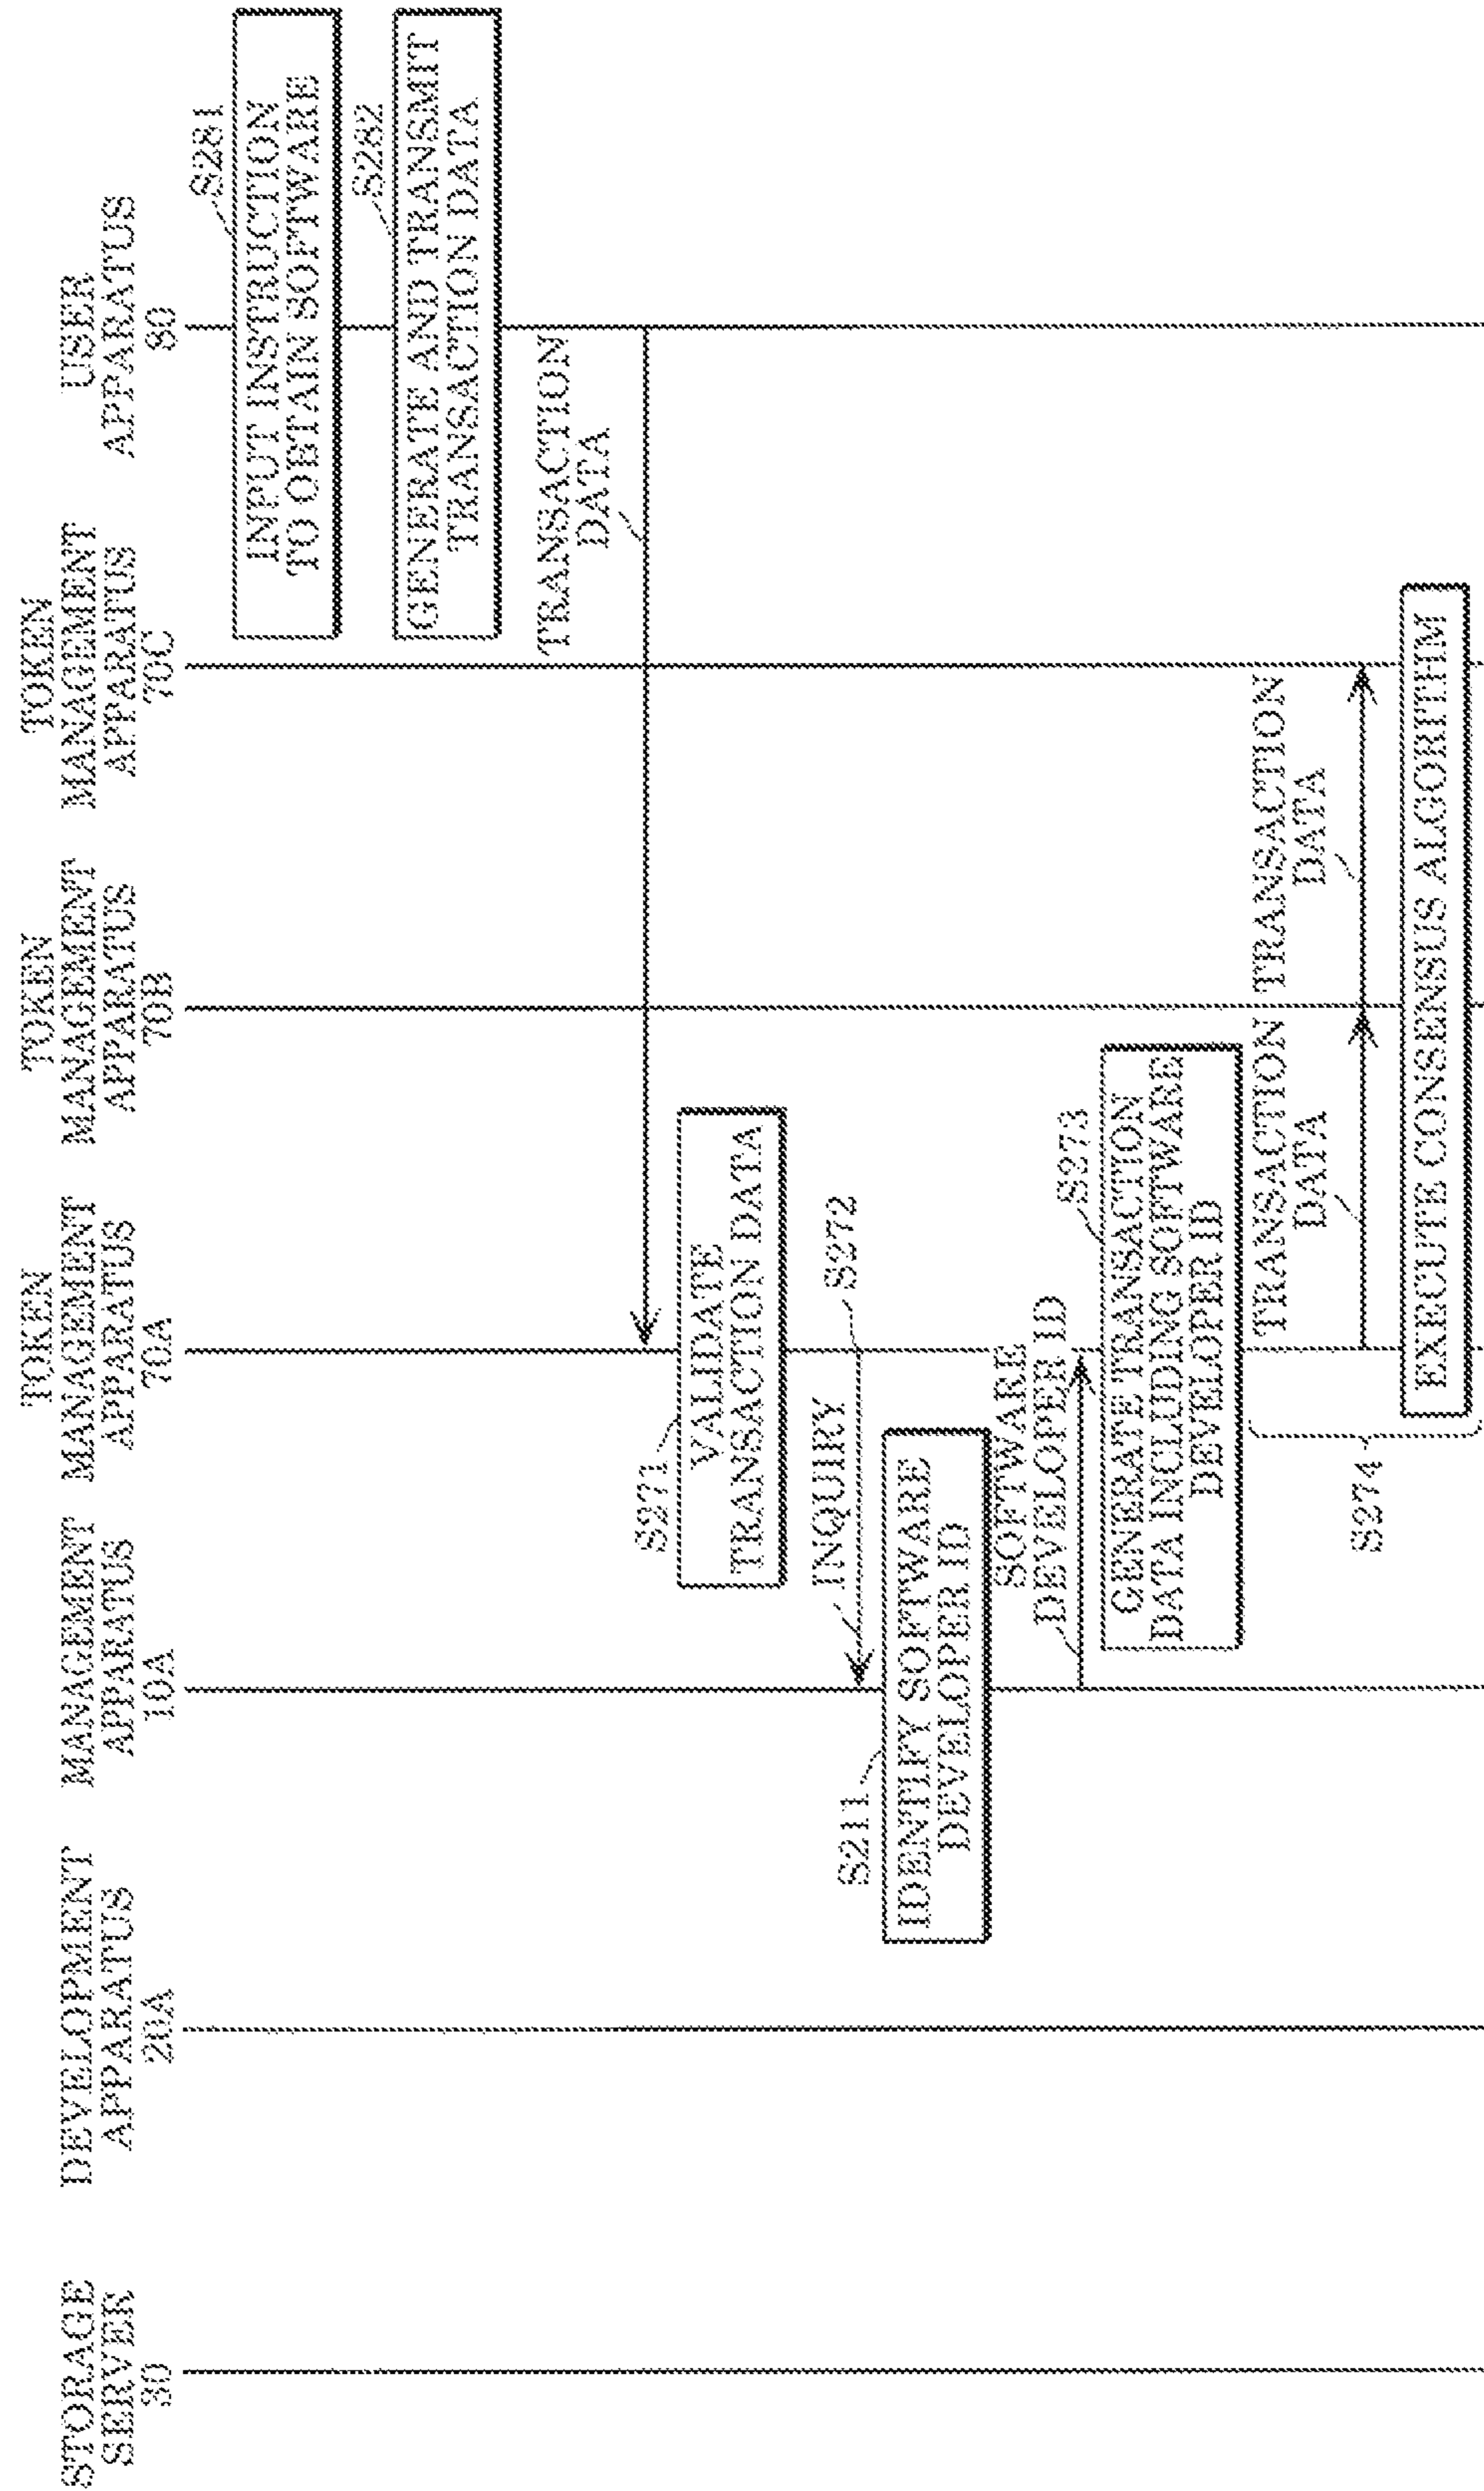 STORAGE
SERVER
30
DEVELOPMENT
APPARATUS
20A
MANAGEMENT
APPARATUS
10A
TOKEN
MANAGEMENT
APPARATUS
70A
TOKEN
MANAGEMENT
APPARATUS
70B
TOKEN
MANAGEMENT
APPARATUS
70C
USER
APPARATUS
80
S281
INPUT INSTRUCTION
TO OBTAIN SOFTWARE
S282
GENERATE AND TRANSMIT
TRANSACTION DATA
TRANSACTION
DATA
S271
VALIDATE
TRANSACTION DATA
INQUIRY
S272
S211
IDENTIFY SOFTWARE
DEVELOPER ID
SOFTWARE
DEVELOPER ID
S273
GENERATE TRANSACTION
DATA INCLUDING SOFTWARE
DEVELOPER ID
TRANSACTION
DATA
TRANSACTION
DATA
S274
EXECUTE CONSENSUS ALGORITHM